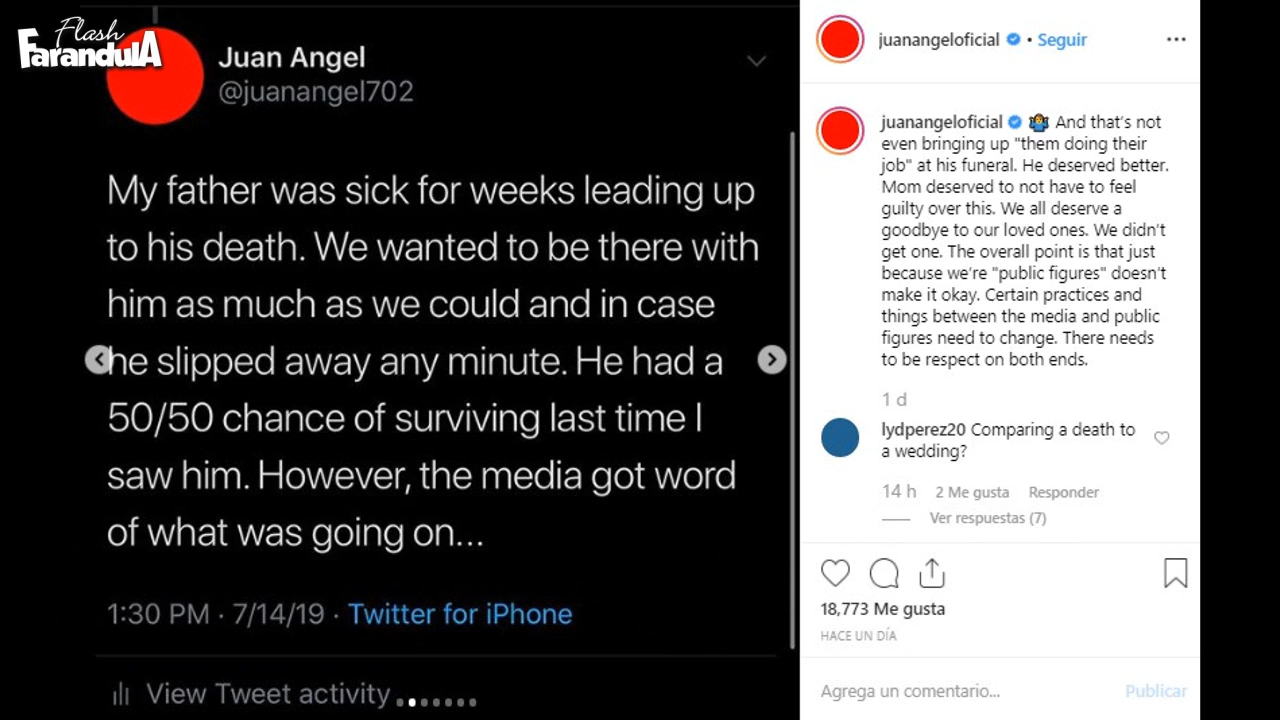 Flash
FarandulA
Juan Angel
@juanangel702
My father was sick for weeks leading up
to his death. We wanted to be there with
him as much as we could and in case
he slipped away any minute. He had a
50/50 chance of surviving last time I
saw him. However, the media got word
of what was going on...
1:30 PM · 7/14/19 · Twitter for iPhone
View Tweet activity
juanangeloficial • Seguir
juanangeloficial 🤷 And that's not
even bringing up "them doing their
job" at his funeral. He deserved better.
Mom deserved to not have to feel
guilty over this. We all deserve a
goodbye to our loved ones. We didn't
get one. The overall point is that just
because we're "public figures" doesn't
make it okay. Certain practices and
things between the media and public
figures need to change. There needs
to be respect on both ends.
1 d
lydperez20 Comparing a death to
a wedding?
14 h 2 Me gusta Responder
Ver respuestas (7)
18,773 Me gusta
HACE UN DÍA
Agrega un comentario... Publicar